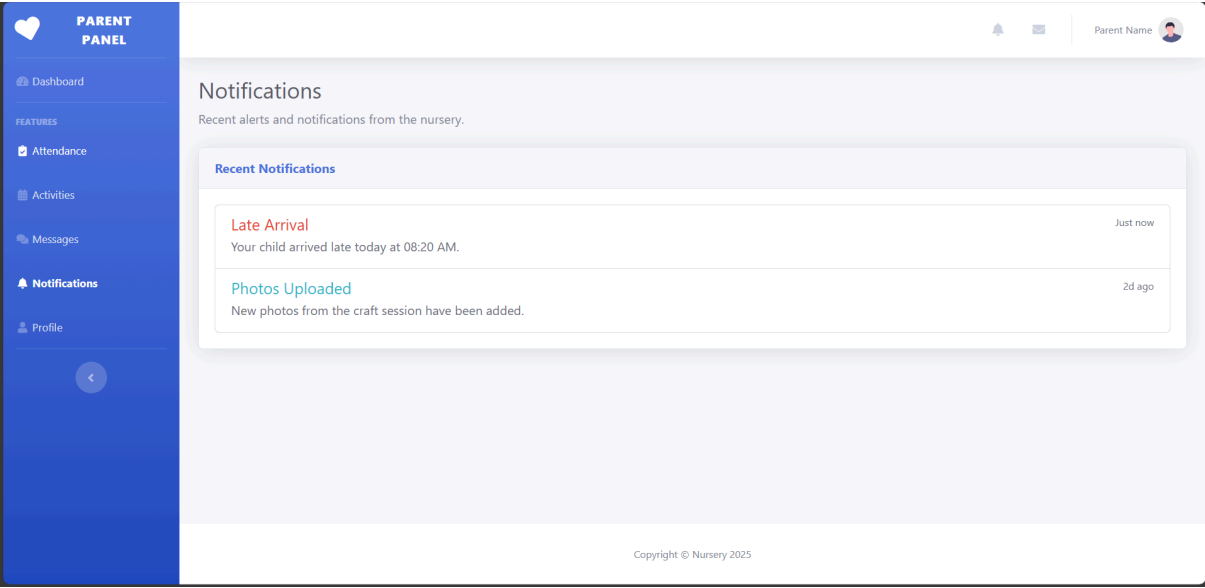 PARENT
PANEL
Parent Name
Dashboard
FEATURES
Attendance
Activities
Messages
Notifications
Profile
Notifications
Recent alerts and notifications from the nursery.
Recent Notifications
Late Arrival
Just now
Your child arrived late today at 08:20 AM.
Photos Uploaded
2d ago
New photos from the craft session have been added.
Copyright © Nursery 2025